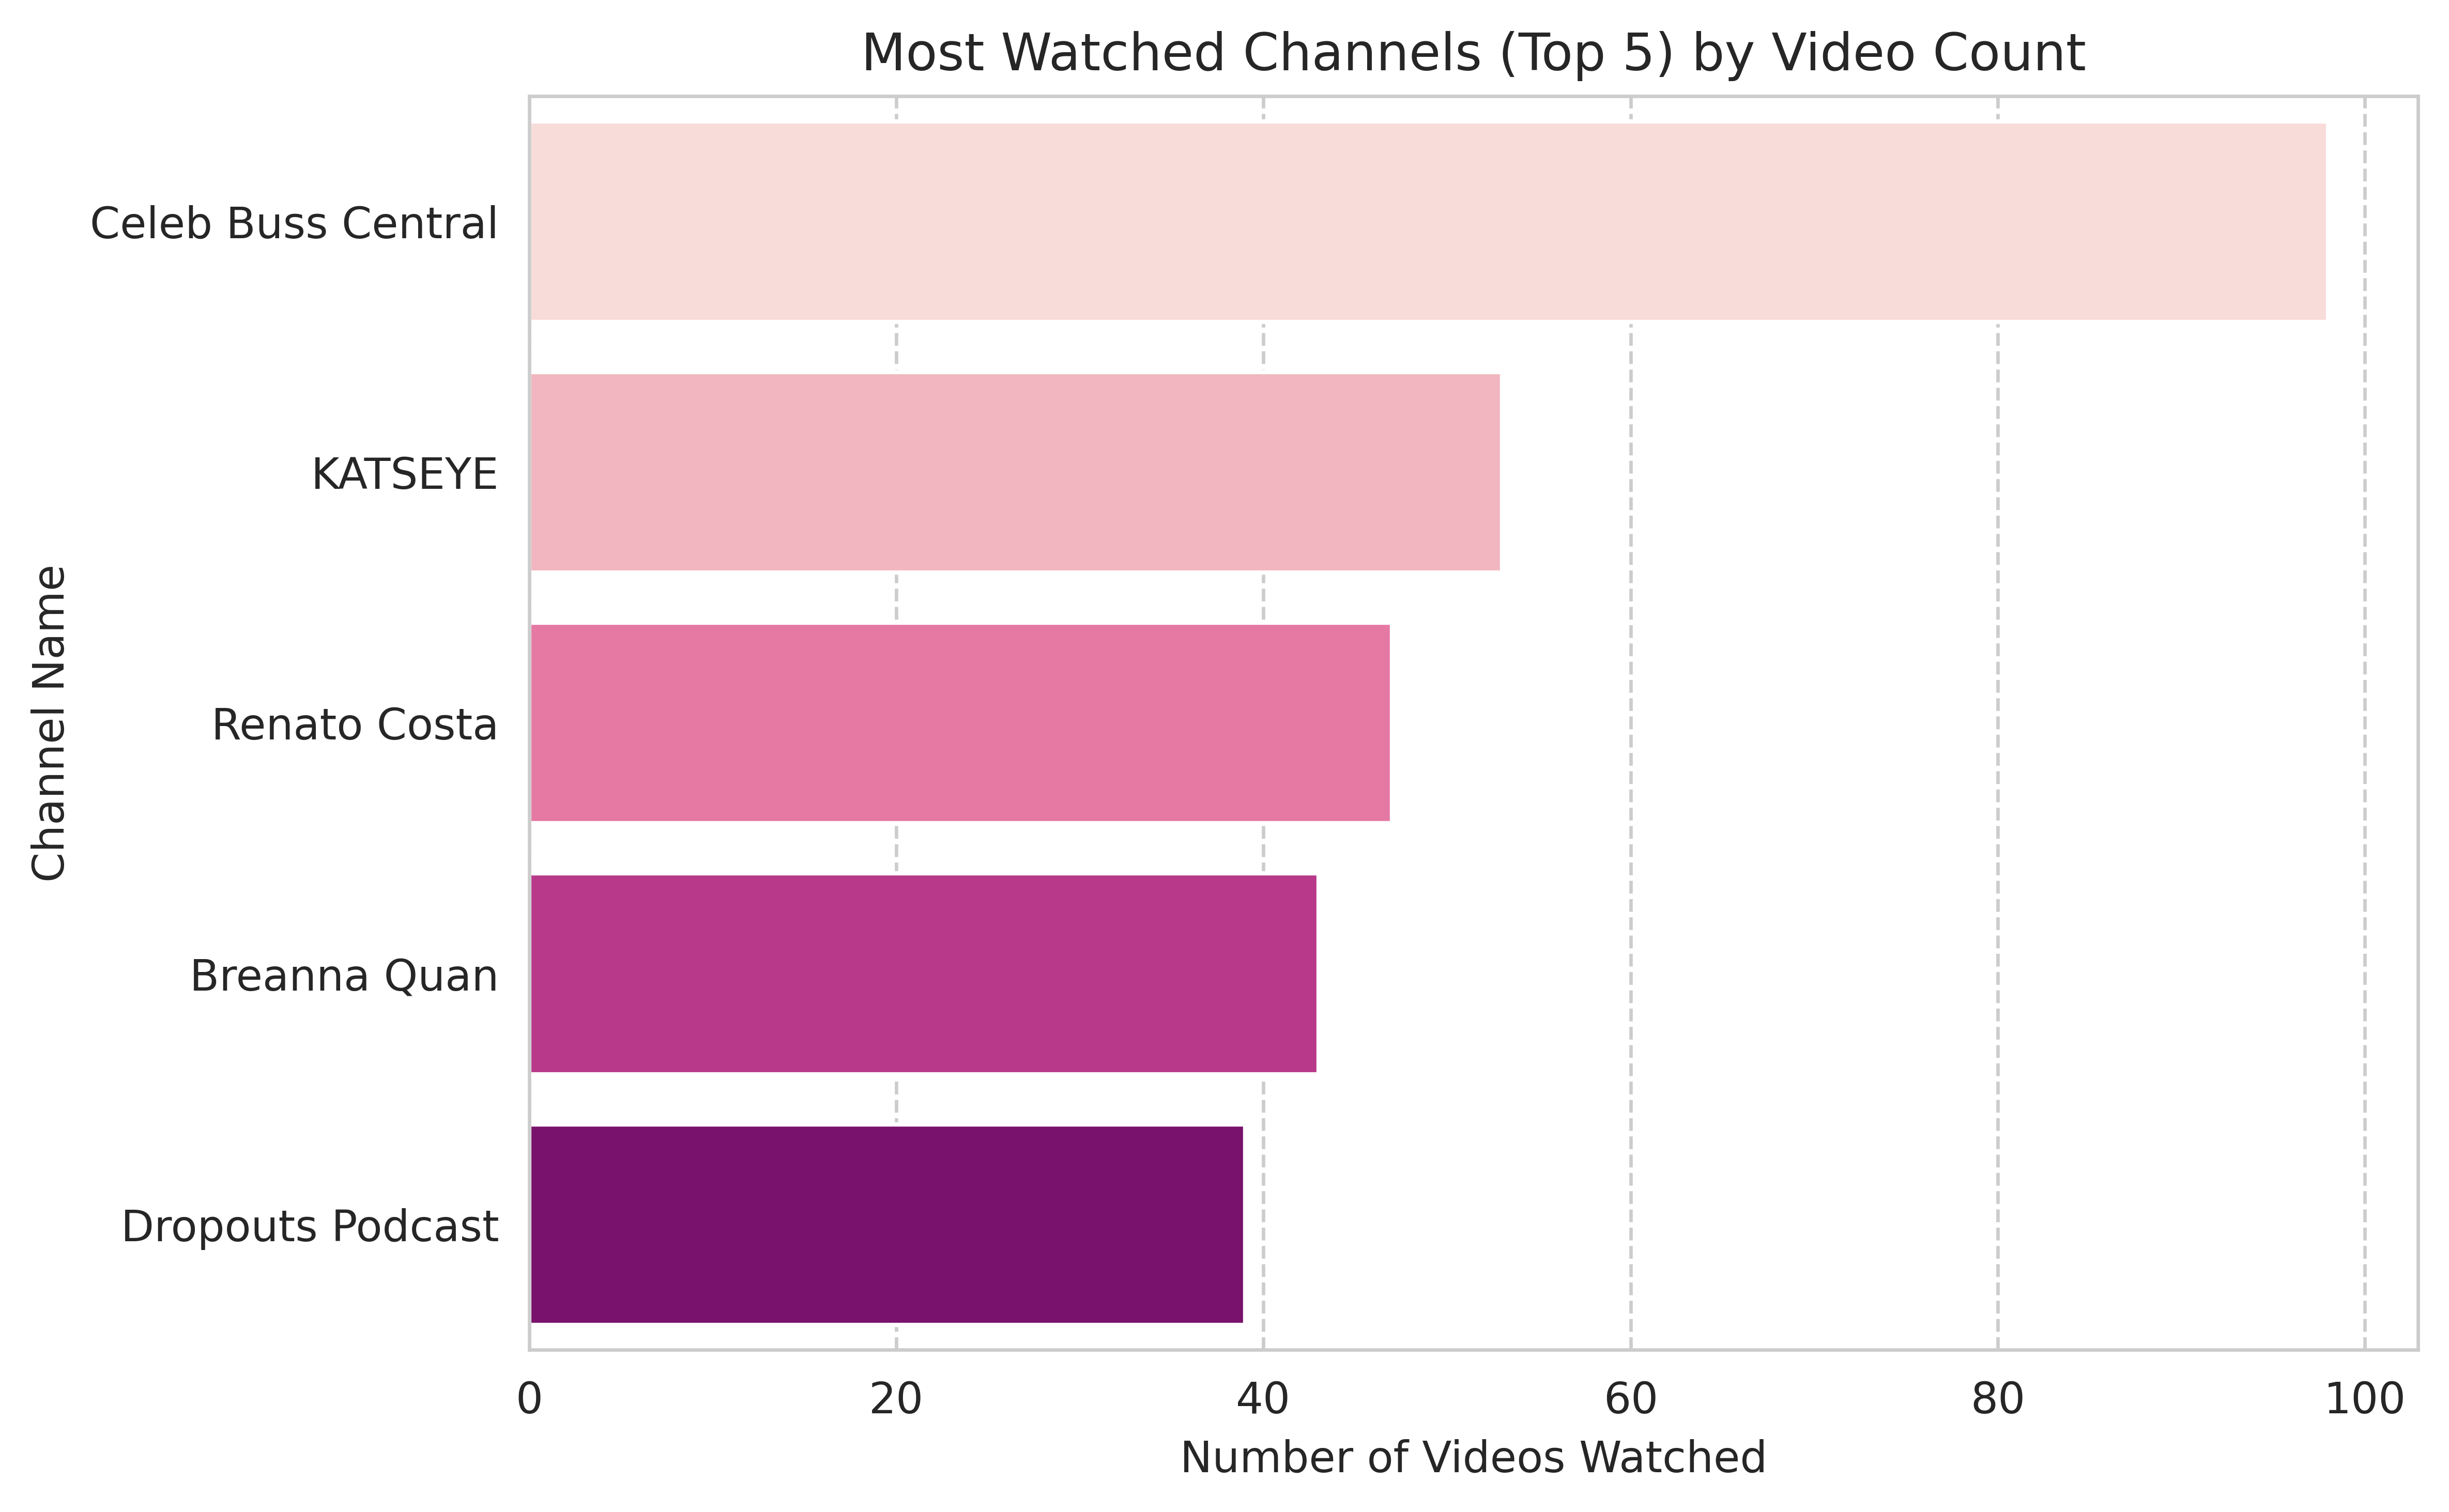 Most Watched Channels (Top 5) by Video Count
Channel Name
Celeb Buss Central
KATSEYE
Renato Costa
Breanna Quan
Dropouts Podcast
0 20 40 60 80 100
Number of Videos Watched